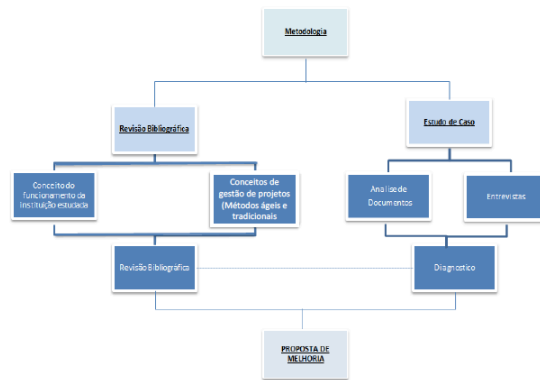 Metodologia
Revisão Bibliográfica
Estudo de Caso
Conceito do
funcionamento da
Instituição estudada
Conceitos de
gestão de projetos
(Métodos ágeis e
tradicionais
Analise de
Documentos
Entrevistas
Revisão Bibliográfica
Diagnostico
PROPOSTA DE
MELHORIA